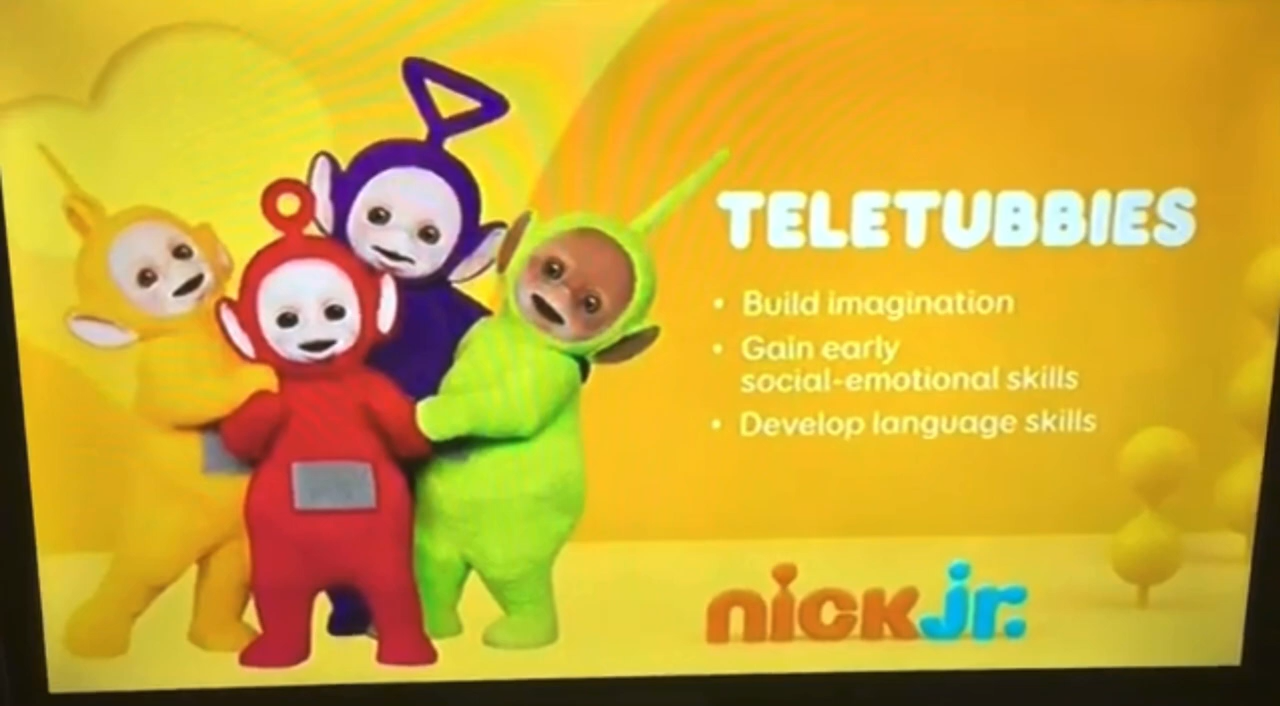 TELETUBBIES
• Build imagination
• Gain early
social-emotional skills
• Develop language skills
nick jr.